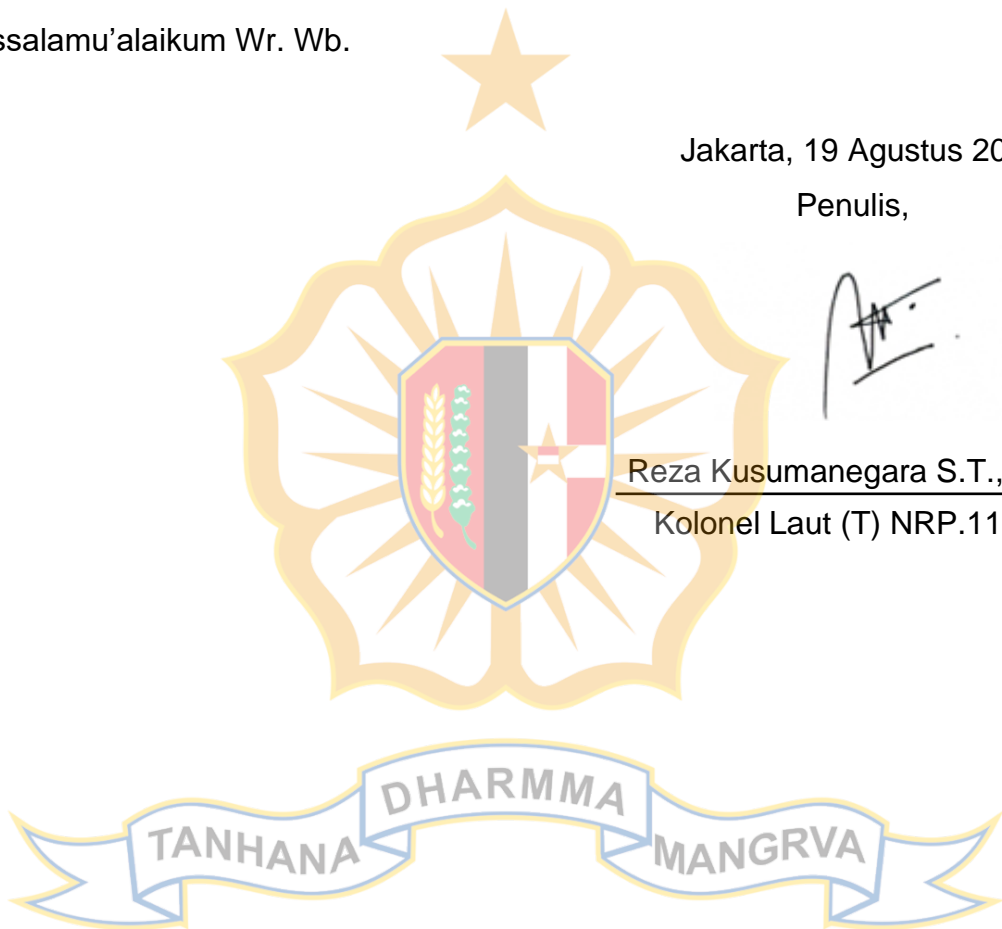 ssalamu’alaikum Wr. Wb.
Jakarta, 19 Agustus 20
Penulis,
Reza Kusumanegara S.T.,
Kolonel Laut (T) NRP.11
TANHANA DHARMMA MANGRVA